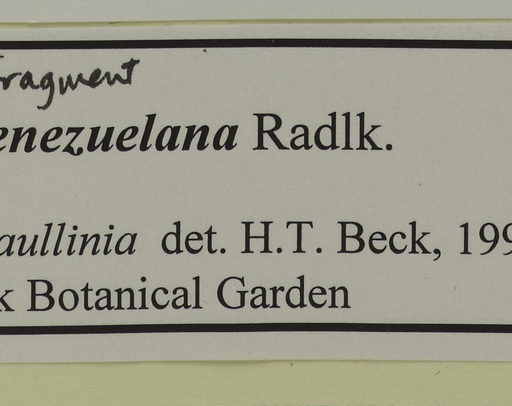 Fragment
enezuelana Radlk.
aullinia det. H.T. Beck, 199
k Botanical Garden